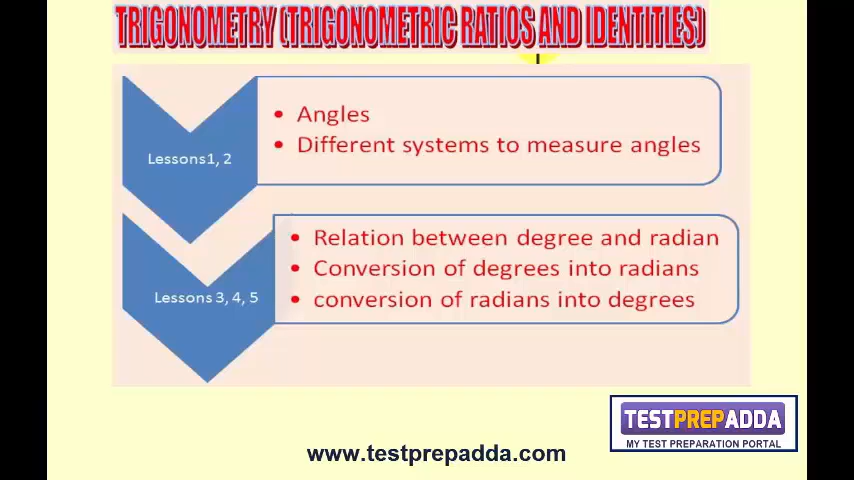 TRIGONOMETRY (TRIGONOMETRIC RATIOS AND IDENTITIES)
Lessons1, 2
• Angles
• Different systems to measure angles
Lessons 3, 4, 5
• Relation between degree and radian
• Conversion of degrees into radians
• conversion of radians into degrees
TESTPREPADDA
MY TEST PREPARATION PORTAL
www.testprepadda.com